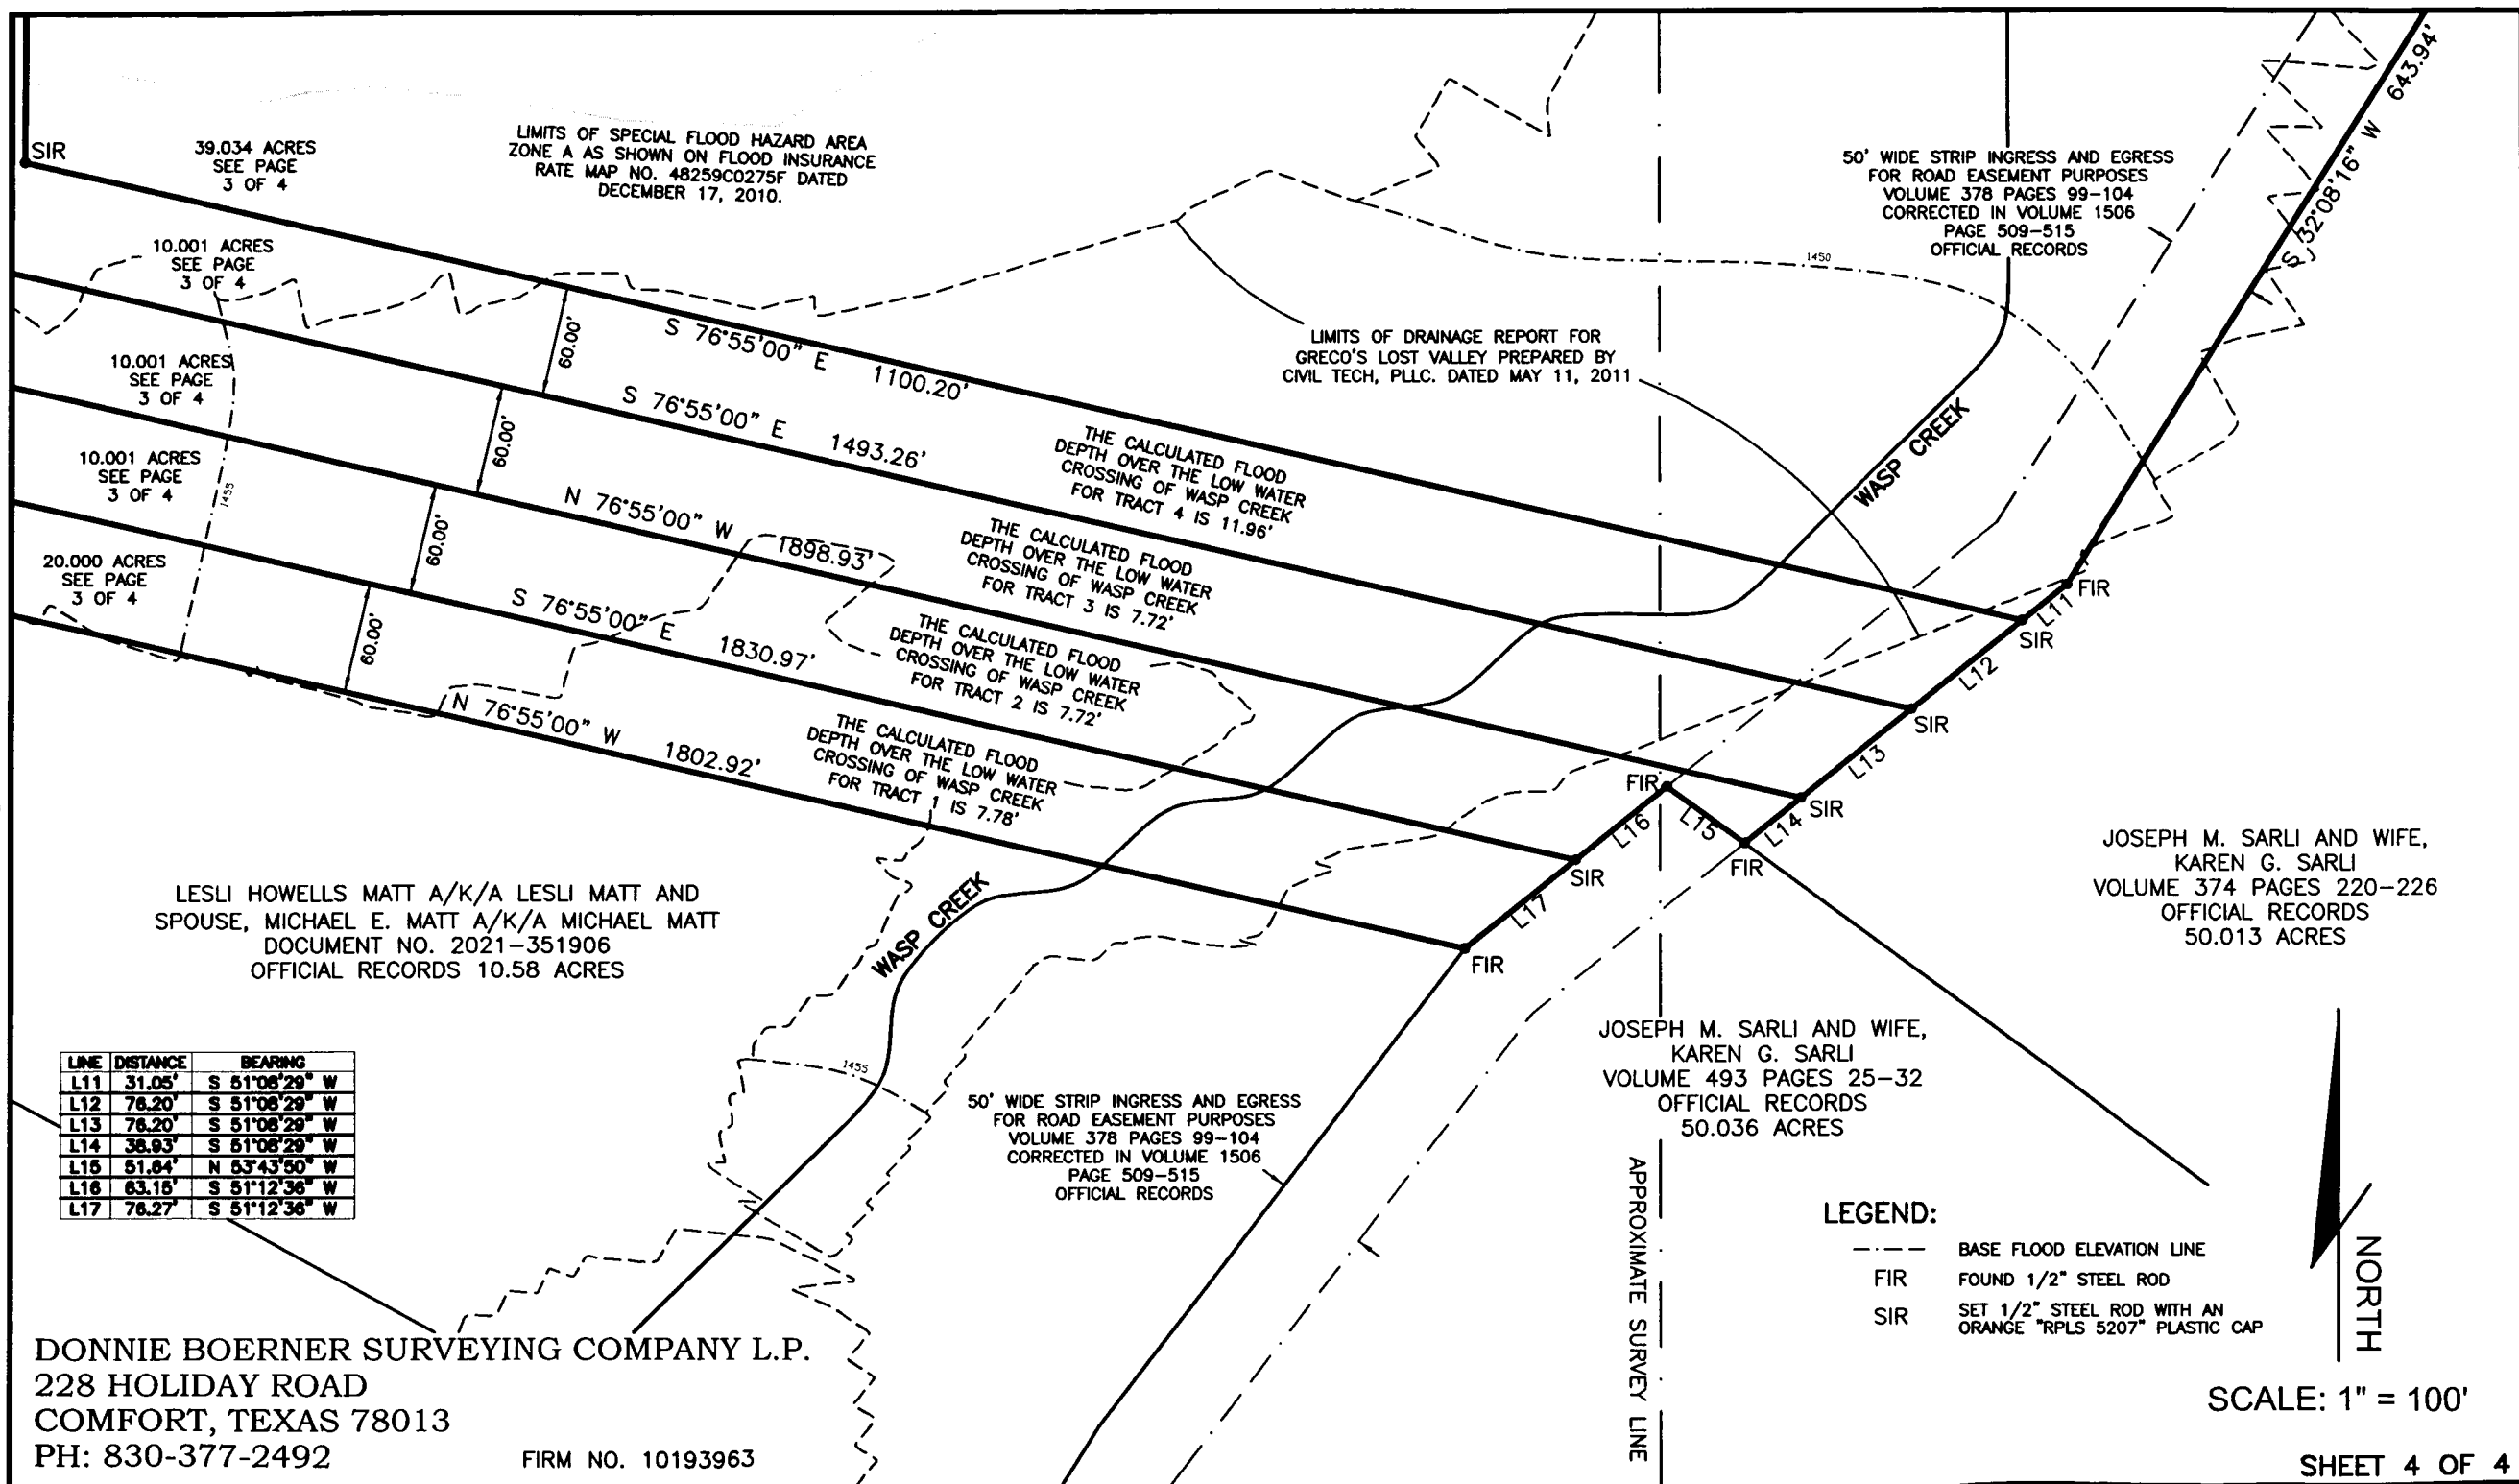 SIR
39.034 ACRES
SEE PAGE
3 OF 4
LIMITS OF SPECIAL FLOOD HAZARD AREA
ZONE A AS SHOWN ON FLOOD INSURANCE
RATE MAP NO. 48259C0275F DATED
DECEMBER 17, 2010.
50' WIDE STRIP INGRESS AND EGRESS
FOR ROAD EASEMENT PURPOSES
VOLUME 378 PAGES 99-104
CORRECTED IN VOLUME 1506
PAGE 509-515
OFFICIAL RECORDS
S 32°08'16" W 643.94'
10.001 ACRES
SEE PAGE
3 OF 4
1450
10.001 ACRES
SEE PAGE
3 OF 4
10.001 ACRES
SEE PAGE
3 OF 4
1455
20.000 ACRES
SEE PAGE
3 OF 4
60.00'
60.00'
60.00'
60.00'
S 76°55'00" E 1100.20'
S 76°55'00" E 1493.26'
N 76°55'00" W 1898.93'
S 76°55'00" E 1830.97'
N 76°55'00" W 1802.92'
LIMITS OF DRAINAGE REPORT FOR
GRECO'S LOST VALLEY PREPARED BY
CIVIL TECH, PLLC. DATED MAY 11, 2011
THE CALCULATED FLOOD
DEPTH OVER THE LOW WATER
CROSSING OF WASP CREEK
FOR TRACT 4 IS 11.96'
THE CALCULATED FLOOD
DEPTH OVER THE LOW WATER
CROSSING OF WASP CREEK
FOR TRACT 3 IS 7.72'
THE CALCULATED FLOOD
DEPTH OVER THE LOW WATER
CROSSING OF WASP CREEK
FOR TRACT 2 IS 7.72'
THE CALCULATED FLOOD
DEPTH OVER THE LOW WATER
CROSSING OF WASP CREEK
FOR TRACT 1 IS 7.78'
WASP CREEK
FIR
L11
SIR
L12
SIR
L13
SIR
L14
FIR
L15
FIR
L16
SIR
L17
FIR
WASP CREEK
LESLI HOWELLS MATT A/K/A LESLI MATT AND
SPOUSE, MICHAEL E. MATT A/K/A MICHAEL MATT
DOCUMENT NO. 2021-351906
OFFICIAL RECORDS 10.58 ACRES
JOSEPH M. SARLI AND WIFE,
KAREN G. SARLI
VOLUME 374 PAGES 220-226
OFFICIAL RECORDS
50.013 ACRES
JOSEPH M. SARLI AND WIFE,
KAREN G. SARLI
VOLUME 493 PAGES 25-32
OFFICIAL RECORDS
50.036 ACRES
LINE DISTANCE BEARING
L11 31.05' S 51°06'29" W
L12 76.20' S 51°06'29" W
L13 76.20' S 51°06'29" W
L14 38.93' S 51°06'29" W
L15 51.64' N 53°43'50" W
L16 63.15' S 51°12'36" W
L17 76.27' S 51°12'36" W
1455
50' WIDE STRIP INGRESS AND EGRESS
FOR ROAD EASEMENT PURPOSES
VOLUME 378 PAGES 99-104
CORRECTED IN VOLUME 1506
PAGE 509-515
OFFICIAL RECORDS
APPROXIMATE SURVEY LINE
LEGEND:
BASE FLOOD ELEVATION LINE
FIR FOUND 1/2" STEEL ROD
SIR SET 1/2" STEEL ROD WITH AN
ORANGE "RPLS 5207" PLASTIC CAP
NORTH
SCALE: 1" = 100'
DONNIE BOERNER SURVEYING COMPANY L.P.
228 HOLIDAY ROAD
COMFORT, TEXAS 78013
PH: 830-377-2492
FIRM NO. 10193963
SHEET 4 OF 4